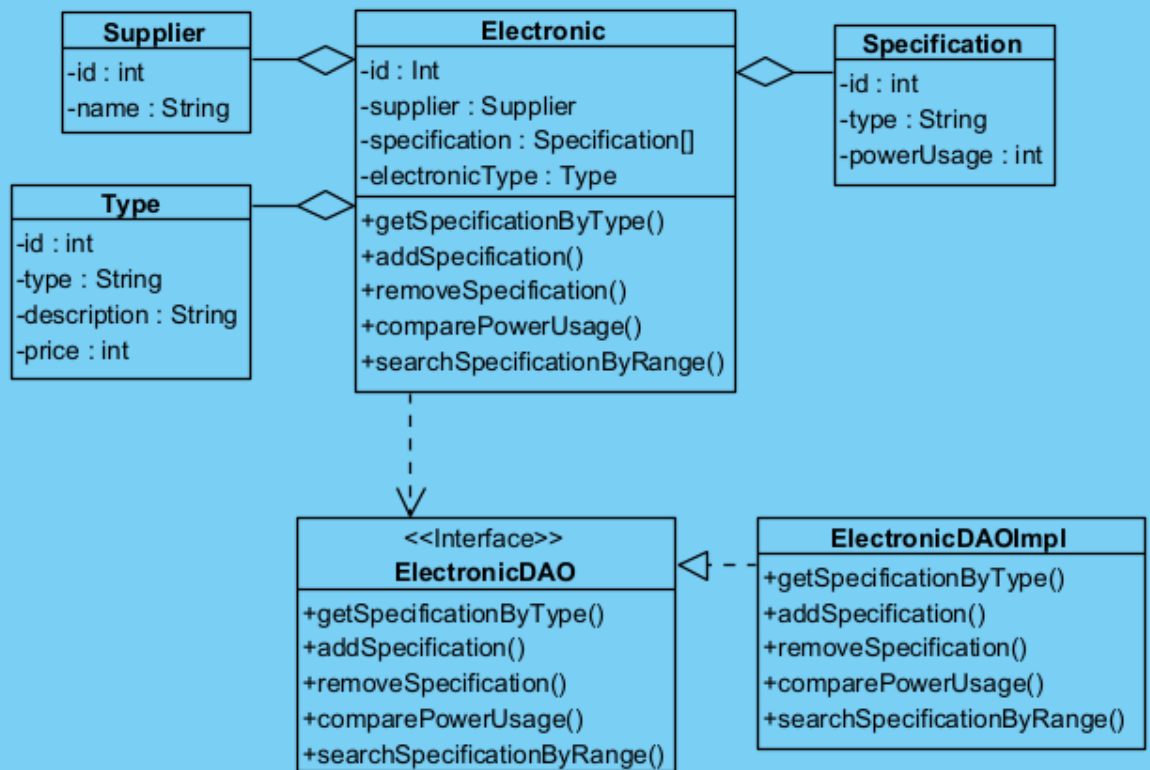 Supplier
-id : int
-name : String
Type
-id : int
-type : String
-description : String
-price : int
Electronic
-id : Int
-supplier : Supplier
-specification : Specification[]
-electronicType : Type
+getSpecificationByType()
+addSpecification()
+removeSpecification()
+comparePowerUsage()
+searchSpecificationByRange()
Specification
-id : int
-type : String
-powerUsage : int
<<Interface>>
ElectronicDAO
+getSpecificationByType()
+addSpecification()
+removeSpecification()
+comparePowerUsage()
+searchSpecificationByRange()
ElectronicDAOImpl
+getSpecificationByType()
+addSpecification()
+removeSpecification()
+comparePowerUsage()
+searchSpecificationByRange()